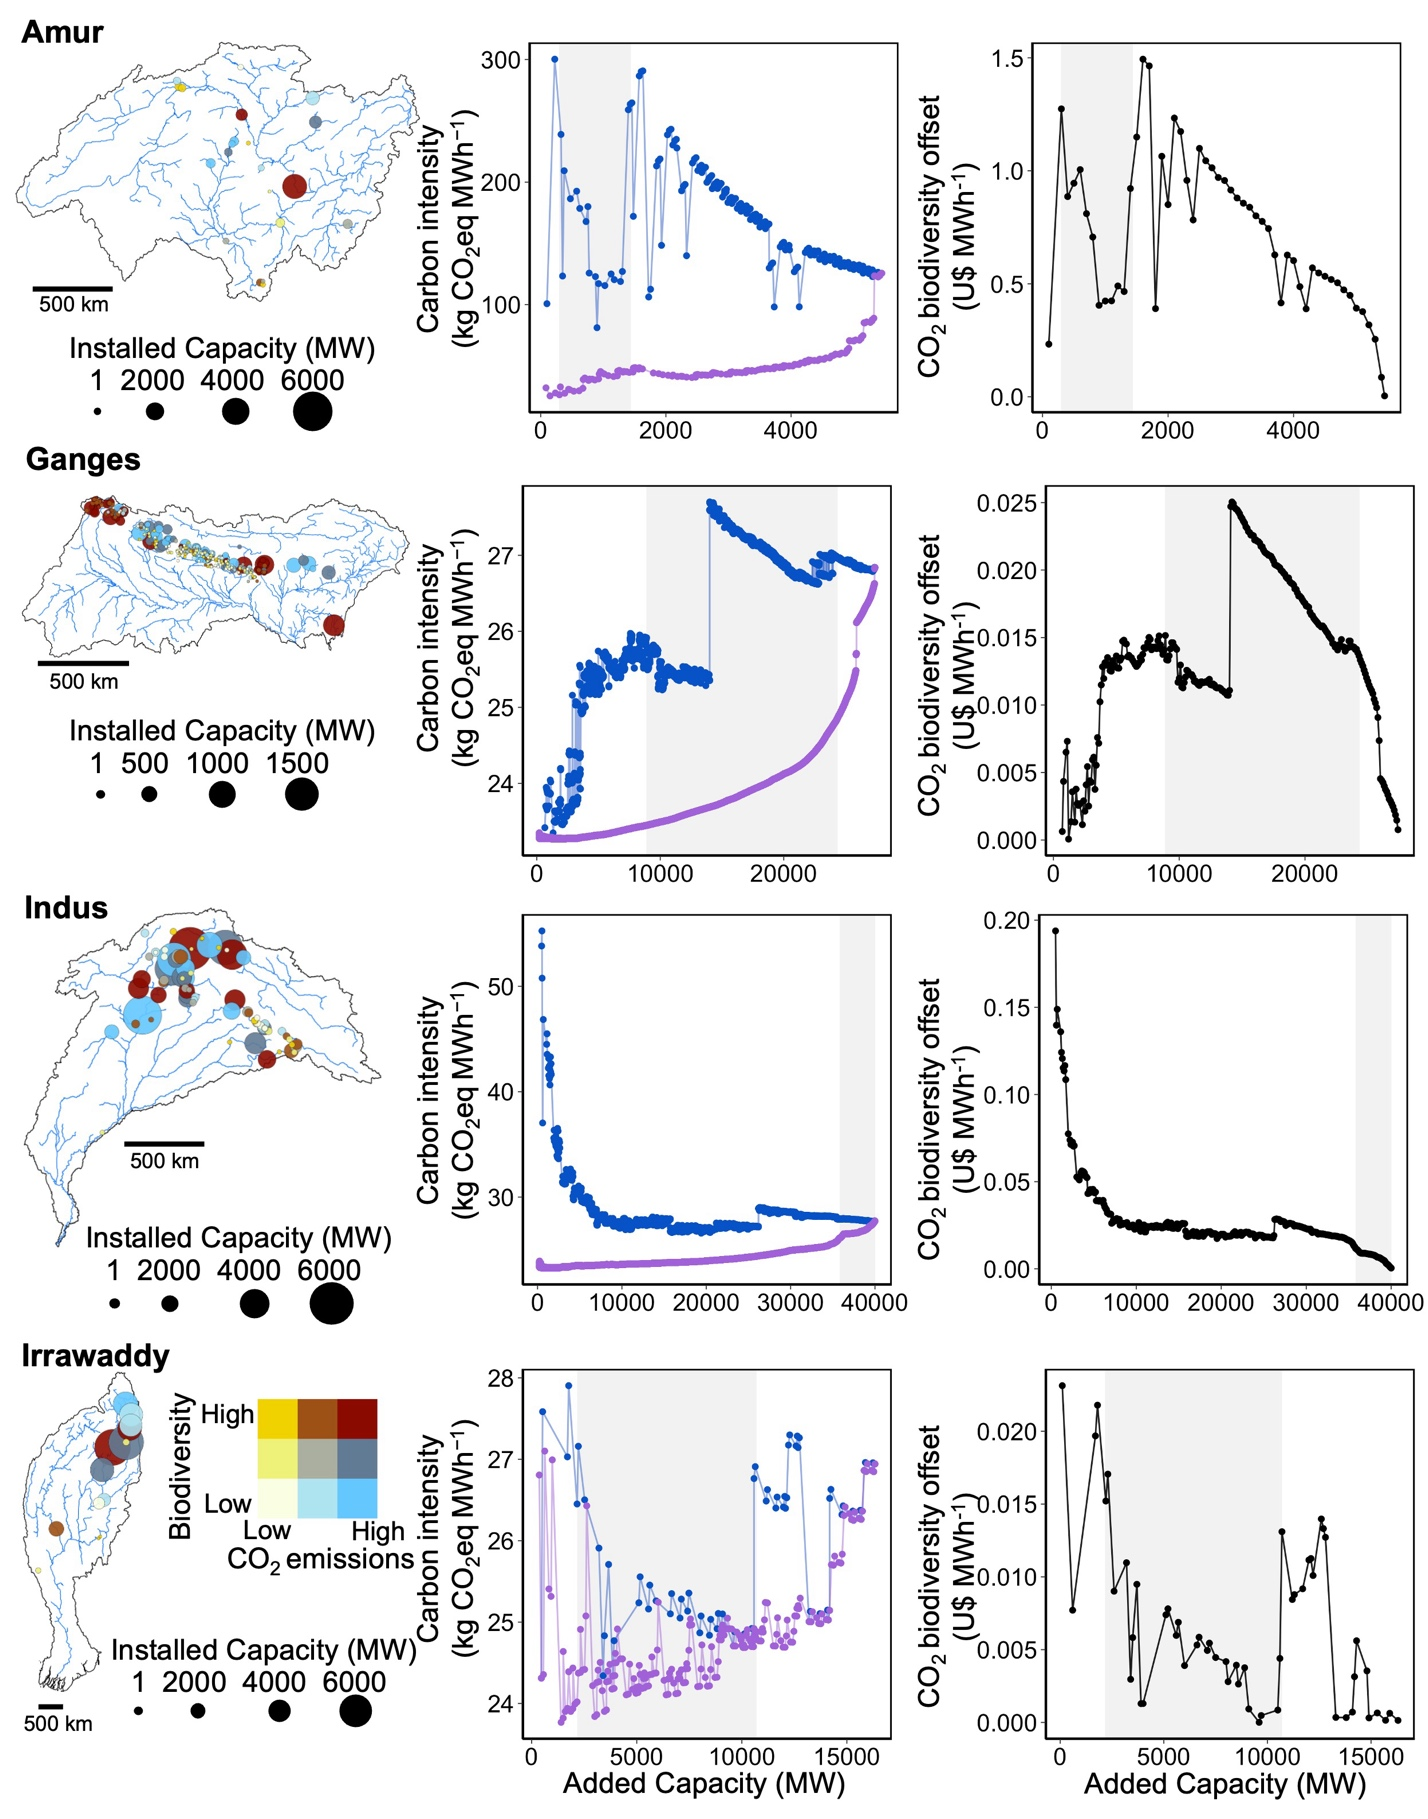 Amur
500 km
Installed Capacity (MW)
1 2000 4000 6000
Carbon intensity
(kg CO₂eq MWh⁻¹)
300
200
100
0 2000 4000
CO₂ biodiversity offset
(U$ MWh⁻¹)
1.5
1.0
0.5
0.0
0 2000 4000
Ganges
500 km
Installed Capacity (MW)
1 500 1000 1500
Carbon intensity
(kg CO₂eq MWh⁻¹)
27
26
25
24
0 10000 20000
CO₂ biodiversity offset
(U$ MWh⁻¹)
0.025
0.020
0.015
0.010
0.005
0.000
0 10000 20000
Indus
500 km
Installed Capacity (MW)
1 2000 4000 6000
Carbon intensity
(kg CO₂eq MWh⁻¹)
50
40
30
0 10000 20000 30000 40000
CO₂ biodiversity offset
(U$ MWh⁻¹)
0.20
0.15
0.10
0.05
0.00
0 10000 20000 30000 40000
Irrawaddy
Biodiversity
High
Low
Low High
CO₂ emissions
Installed Capacity (MW)
1 2000 4000 6000
500 km
Carbon intensity
(kg CO₂eq MWh⁻¹)
28
27
26
25
24
0 5000 10000 15000
Added Capacity (MW)
CO₂ biodiversity offset
(U$ MWh⁻¹)
0.020
0.015
0.010
0.005
0.000
0 5000 10000 15000
Added Capacity (MW)